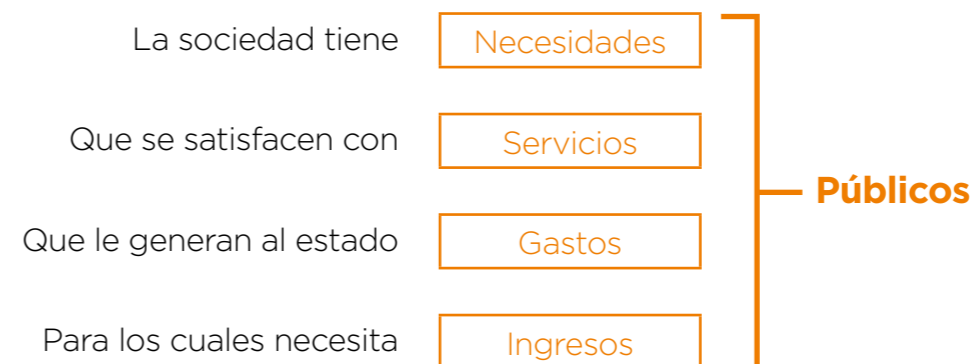 La sociedad tiene Necesidades
Que se satisfacen con Servicios
Públicos
Que le generan al estado Gastos
Para los cuales necesita Ingresos